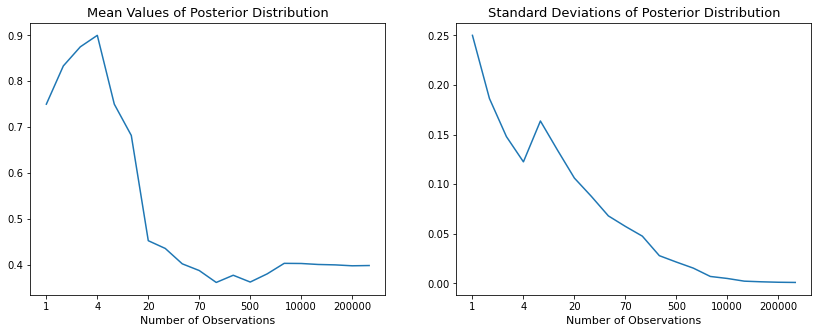 Mean Values of Posterior Distribution
0.9
0.8
0.7
0.6
0.5
0.4
1 4 20 70 500 10000 200000
Number of Observations
Standard Deviations of Posterior Distribution
0.25
0.20
0.15
0.10
0.05
0.00
1 4 20 70 500 10000 200000
Number of Observations